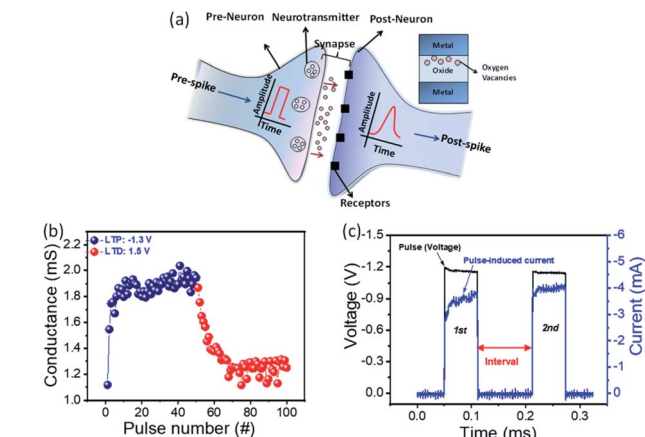 (a)
Pre-Neuron
Neurotransmitter
Post-Neuron
Synapse
Metal
Oxide
Metal
Oxygen
Vacancies
Pre-spike
Amplitude
Time
Amplitude
Time
Post-spike
Receptors
(b)
- LTP: -1.3 V
- LTD: 1.5 V
Conductance (mS)
2.2
2.0
1.8
1.6
1.4
1.2
1.0
0 20 40 60 80 100
Pulse number (#)
(c)
Pulse (Voltage)
Pulse-induced current
1st
2nd
Interval
Voltage (V)
-1.5
-1.2
-0.9
-0.6
-0.3
0.0
Current (mA)
-6
-5
-4
-3
-2
-1
0
0.0 0.1 0.2 0.3
Time (ms)